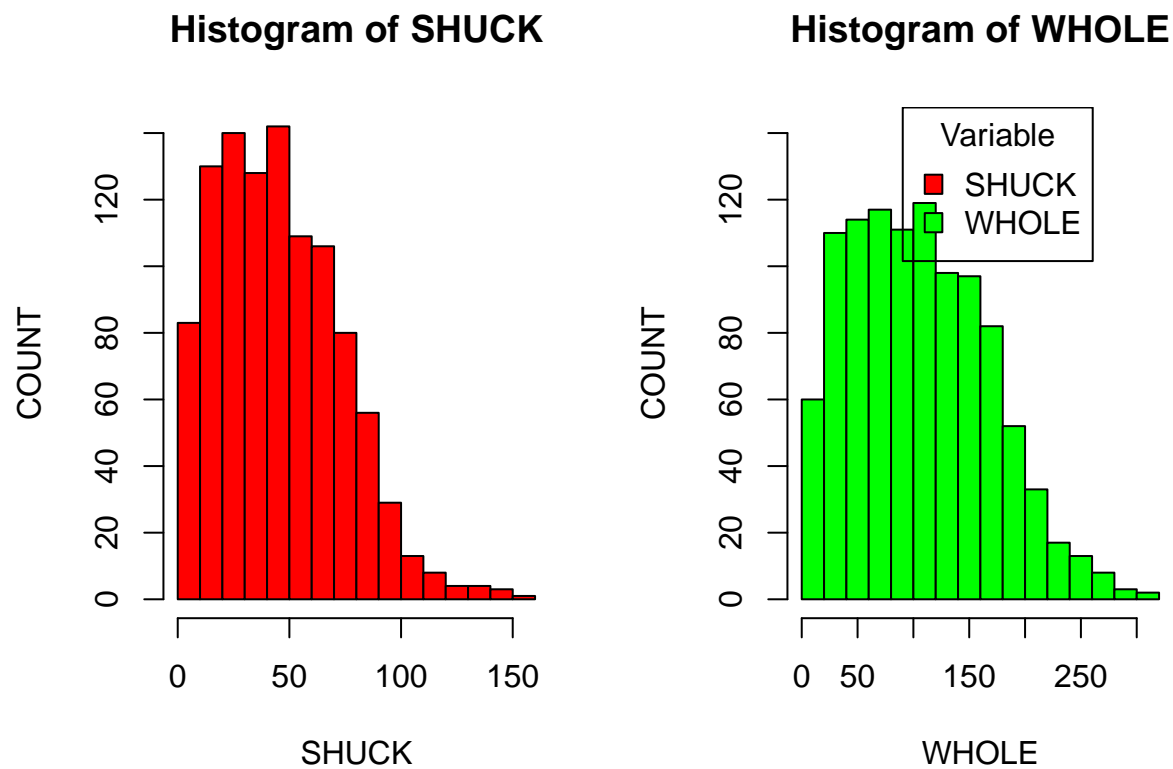 Histogram of SHUCK
COUNT
0 20 40 60 80 120
0 50 100 150
SHUCK
Histogram of WHOLE
Variable
SHUCK
WHOLE
COUNT
0 20 40 60 80 120
0 50 150 250
WHOLE